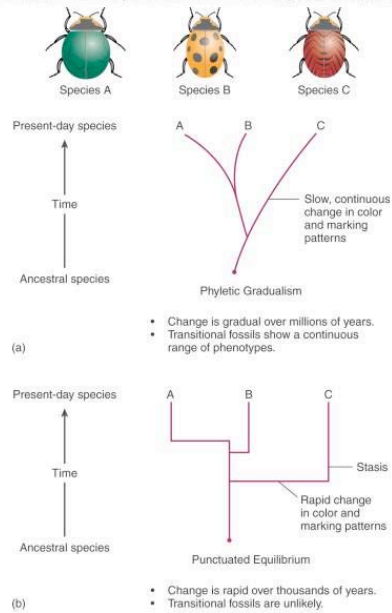 Species A
Species B
Species C
Present-day species
A
B
C
Time
Slow, continuous
change in color
and marking
patterns
Ancestral species
Phyletic Gradualism
• Change is gradual over millions of years.
• Transitional fossils show a continuous
range of phenotypes.
(a)
Present-day species
A
B
C
Time
Stasis
Rapid change
in color and
marking patterns
Ancestral species
Punctuated Equilibrium
• Change is rapid over thousands of years.
• Transitional fossils are unlikely.
(b)